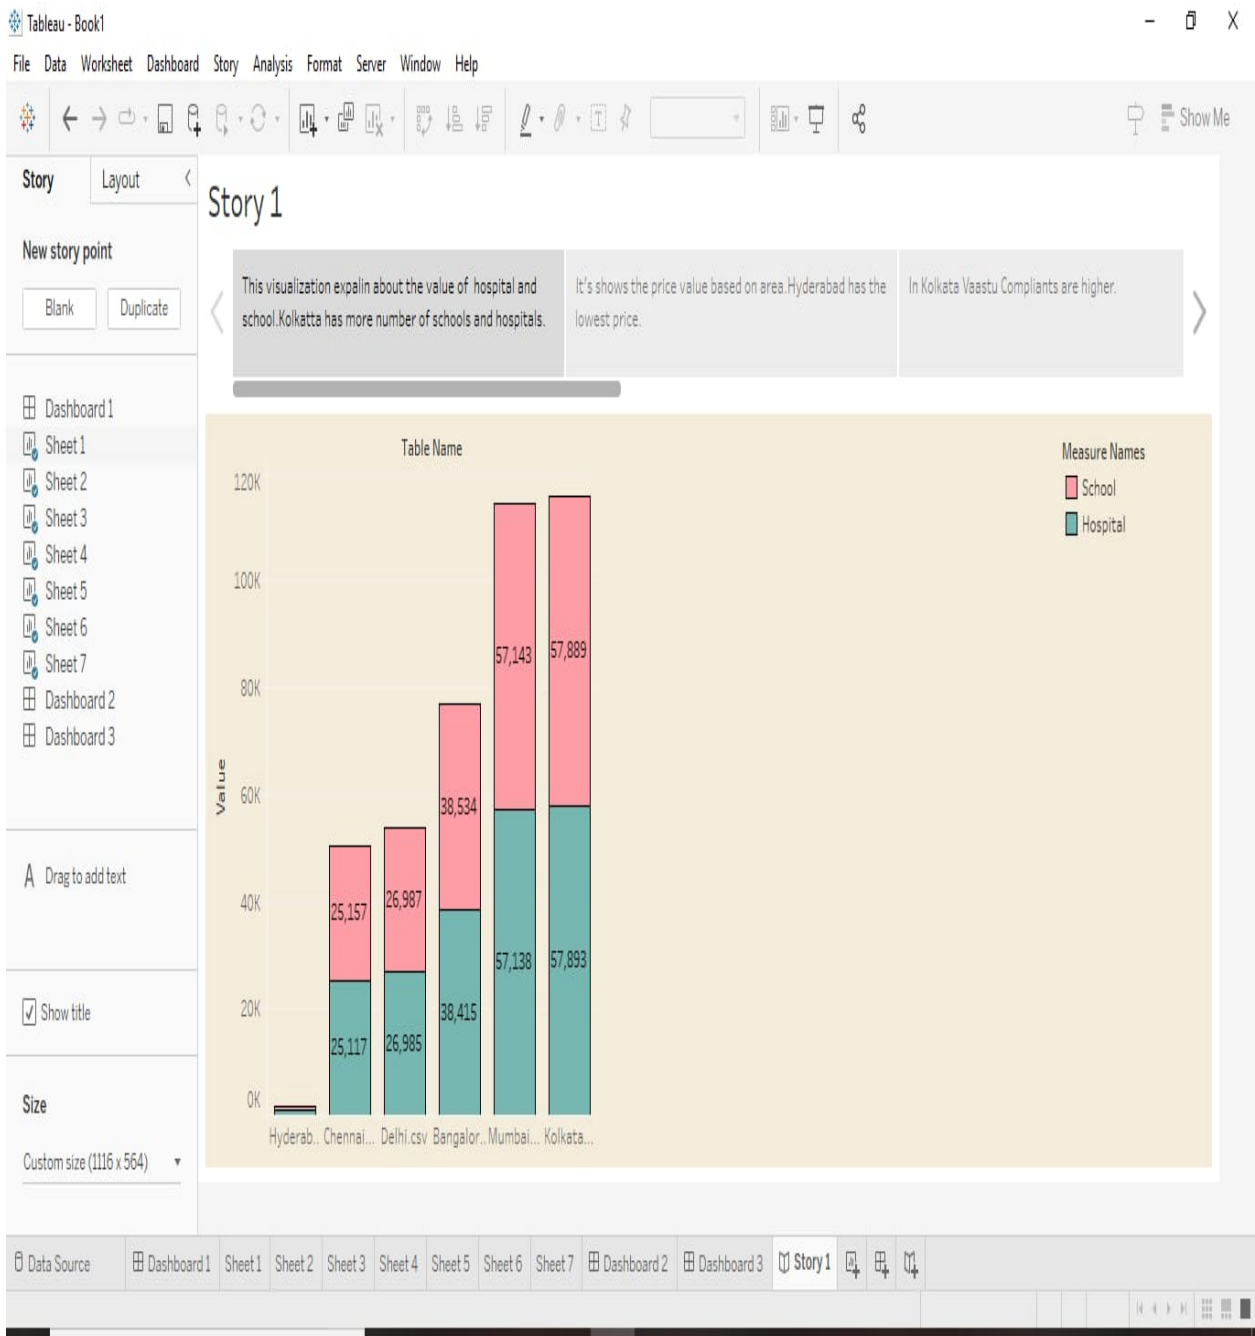 Tableau - Book1
File Data Worksheet Dashboard Story Analysis Format Server Window Help
Show Me
Story Layout
Story 1
New story point
Blank Duplicate
This visualization expalin about the value of hospital and
school.Kolkatta has more number of schools and hospitals.
It's shows the price value based on area.Hyderabad has the
lowest price.
In Kolkata Vaastu Compliants are higher.
Dashboard 1
Sheet 1
Sheet 2
Sheet 3
Sheet 4
Sheet 5
Sheet 6
Sheet 7
Dashboard 2
Dashboard 3
A Drag to add text
Show title
Size
Custom size (1116 x 564)
Table Name
Measure Names
School
Hospital
Value
120K
100K
80K
60K
40K
20K
0K
57,143 57,889
38,534
25,157 26,987
57,138 57,893
38,415
25,117 26,985
Hyderab.. Chennai... Delhi.csv Bangalor.. Mumbai... Kolkata...
Data Source Dashboard 1 Sheet 1 Sheet 2 Sheet 3 Sheet 4 Sheet 5 Sheet 6 Sheet 7 Dashboard 2 Dashboard 3 Story 1